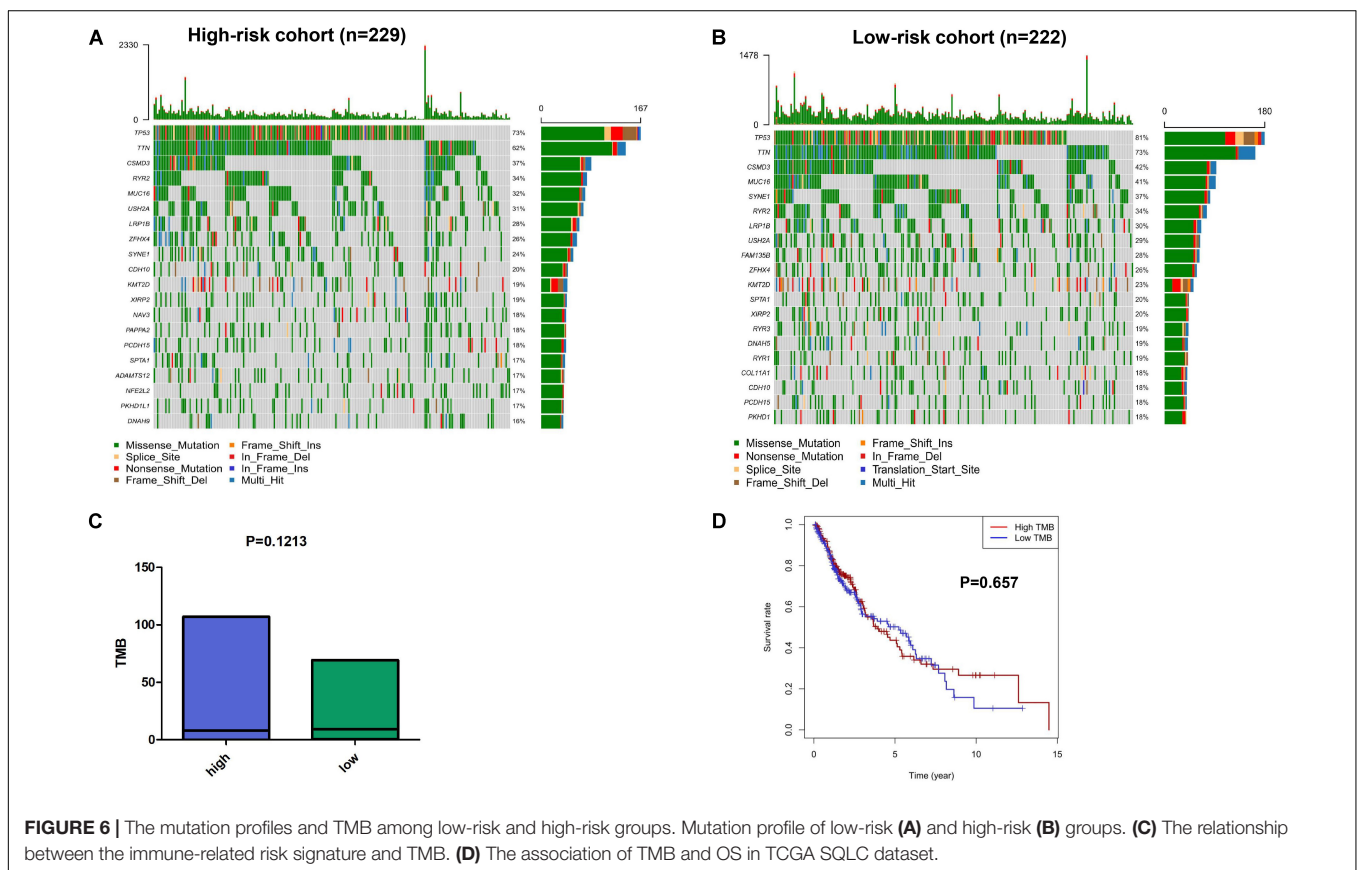 A
High-risk cohort (n=229)
2330
0
0
167
TP53
73%
TTN
62%
CSMD3
37%
RYR2
34%
MUC16
32%
USH2A
31%
LRP1B
28%
ZFHX4
26%
SYNE1
24%
CDH10
20%
KMT2D
19%
XIRP2
19%
NAV3
18%
PAPPA2
18%
PCDH15
18%
SPTA1
17%
ADAMTS12
17%
NFE2L2
17%
PKHD1L1
17%
DNAH9
16%
Missense_Mutation
Splice_Site
Nonsense_Mutation
Frame_Shift_Del
Frame_Shift_Ins
In_Frame_Del
In_Frame_Ins
Multi_Hit
B
Low-risk cohort (n=222)
1478
0
0
180
TP53
81%
TTN
73%
CSMD3
42%
MUC16
41%
SYNE1
37%
RYR2
34%
LRP1B
30%
USH2A
29%
FAM135B
28%
ZFHX4
26%
KMT2D
23%
SPTA1
20%
XIRP2
20%
RYR3
19%
DNAH5
19%
RYR1
19%
COL11A1
18%
CDH10
18%
PCDH15
18%
PKHD1
18%
Missense_Mutation
Nonsense_Mutation
Splice_Site
Frame_Shift_Del
Frame_Shift_Ins
In_Frame_Del
Translation_Start_Site
Multi_Hit
C
P=0.1213
TMB
150
100
50
0
high
low
D
High TMB
Low TMB
P=0.657
Survival rate
1.0
0.8
0.6
0.4
0.2
0.0
0
5
10
15
Time (year)
FIGURE 6 | The mutation profiles and TMB among low-risk and high-risk groups. Mutation profile of low-risk (A) and high-risk (B) groups. (C) The relationship
between the immune-related risk signature and TMB. (D) The association of TMB and OS in TCGA SQLC dataset.